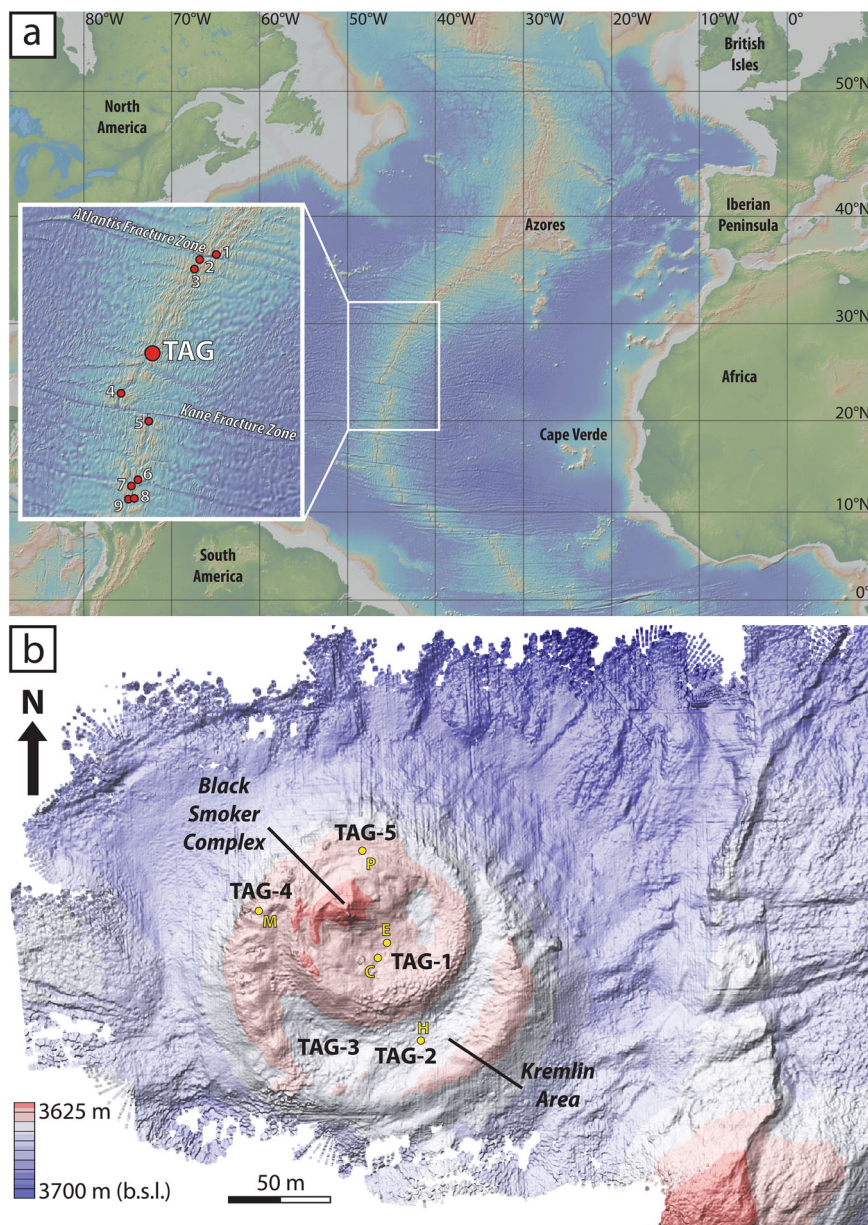 a
80°W
70°W
60°W
50°W
40°W
30°W
20°W
10°W
0°
British
Isles
North
America
50°N
40°N
Iberian
Peninsula
Azores
Atlantis Fracture Zone
1
2
3
TAG
30°N
Africa
4
5
Kane Fracture Zone
20°N
Cape Verde
6
7
8
9
10°N
South
America
0°
b
N
Black
Smoker
Complex
TAG-5
P
TAG-4
M
E
C
TAG-1
H
TAG-3
TAG-2
Kremlin
Area
3625 m
3700 m (b.s.l.)
50 m